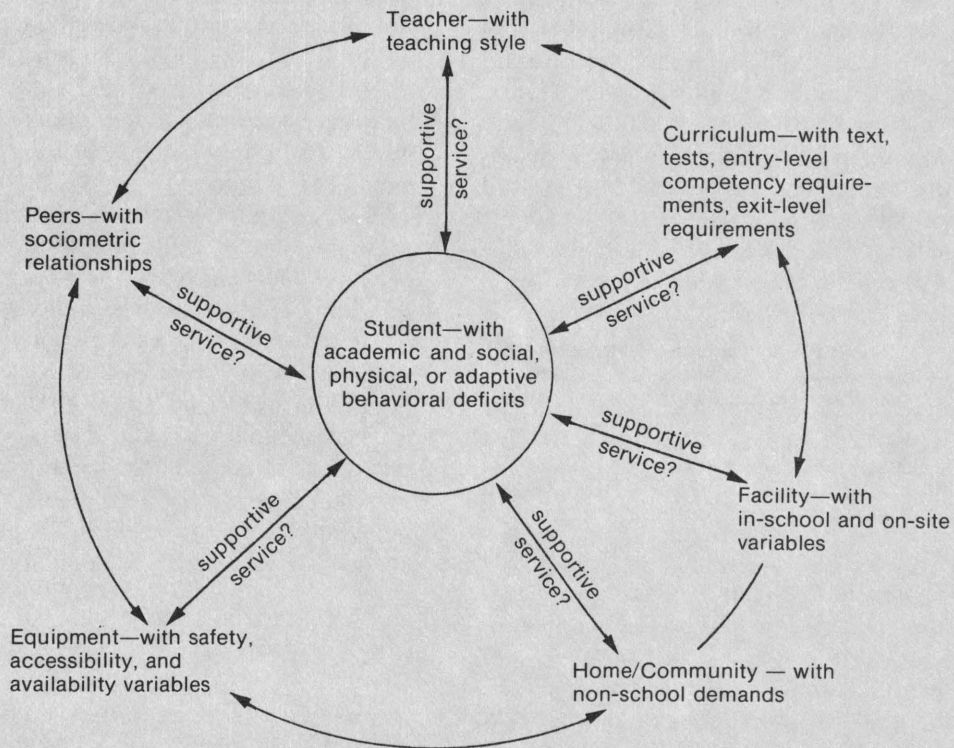 Teacher—with
teaching style
supportive
service?
Curriculum—with text,
tests, entry-level
competency require-
ments, exit-level
requirements
Peers—with
sociometric
relationships
supportive
service?
supportive
service?
Student—with
academic and social,
physical, or adaptive
behavioral deficits
supportive
service?
Facility—with
in-school and on-site
variables
supportive
service?
supportive
service?
Equipment—with safety,
accessibility, and
availability variables
Home/Community — with
non-school demands